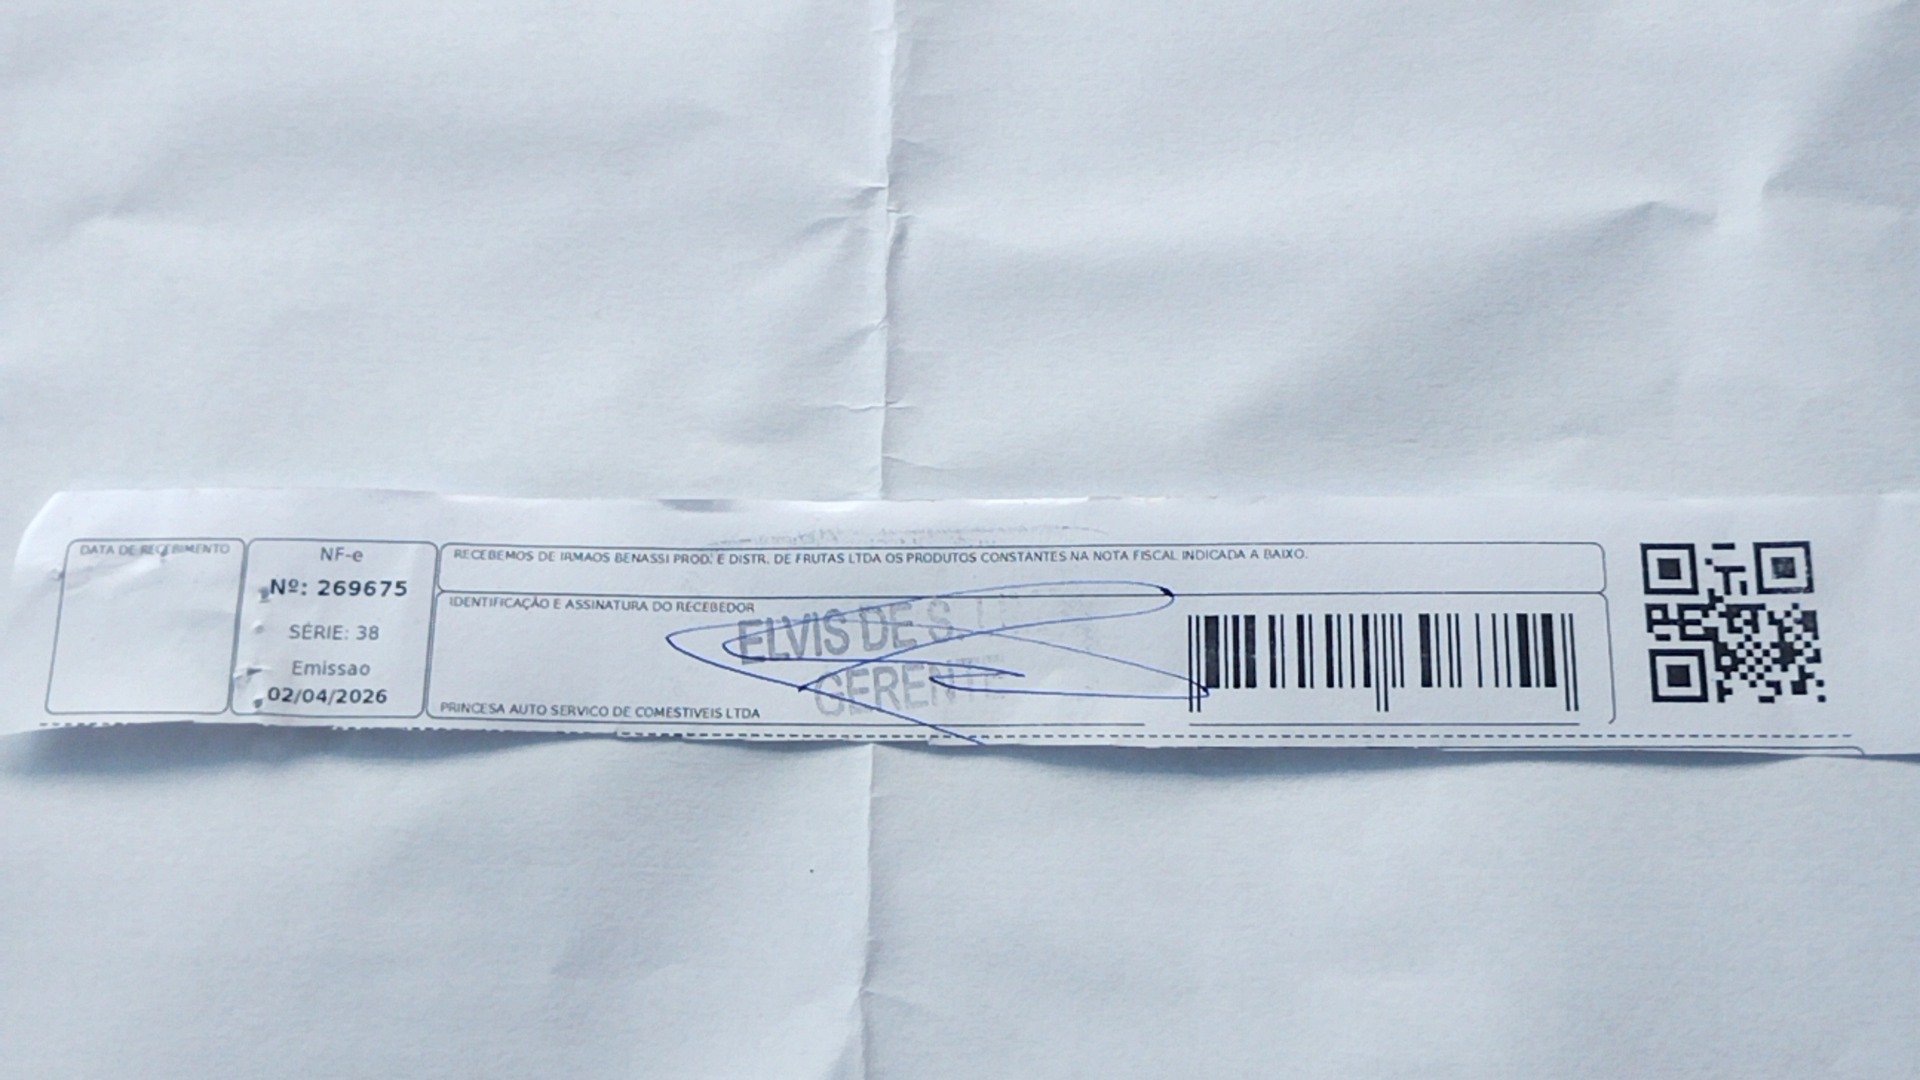 DATA DE RECEBIMENTO
NF-e
Nº: 269675
SÉRIE: 38
Emissao
02/04/2026
RECEBEMOS DE IRMAOS BENASSI PROD. E DISTR. DE FRUTAS LTDA OS PRODUTOS CONSTANTES NA NOTA FISCAL INDICADA A BAIXO.
IDENTIFICAÇÃO E ASSINATURA DO RECEBEDOR
ELVIS DE S.
GERENTE
PRINCESA AUTO SERVICO DE COMESTIVEIS LTDA